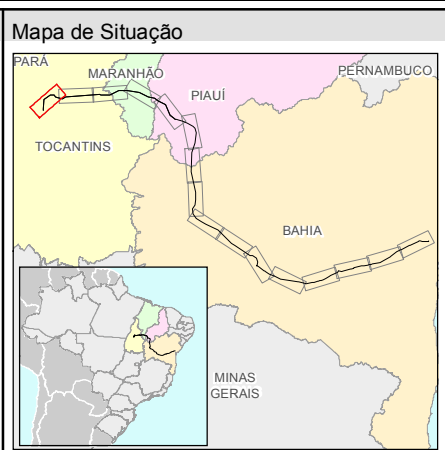 Mapa de Situação
PARÁ
MARANHÃO
PERNAMBUCO
PIAUÍ
TOCANTINS
BAHIA
MINAS
GERAIS